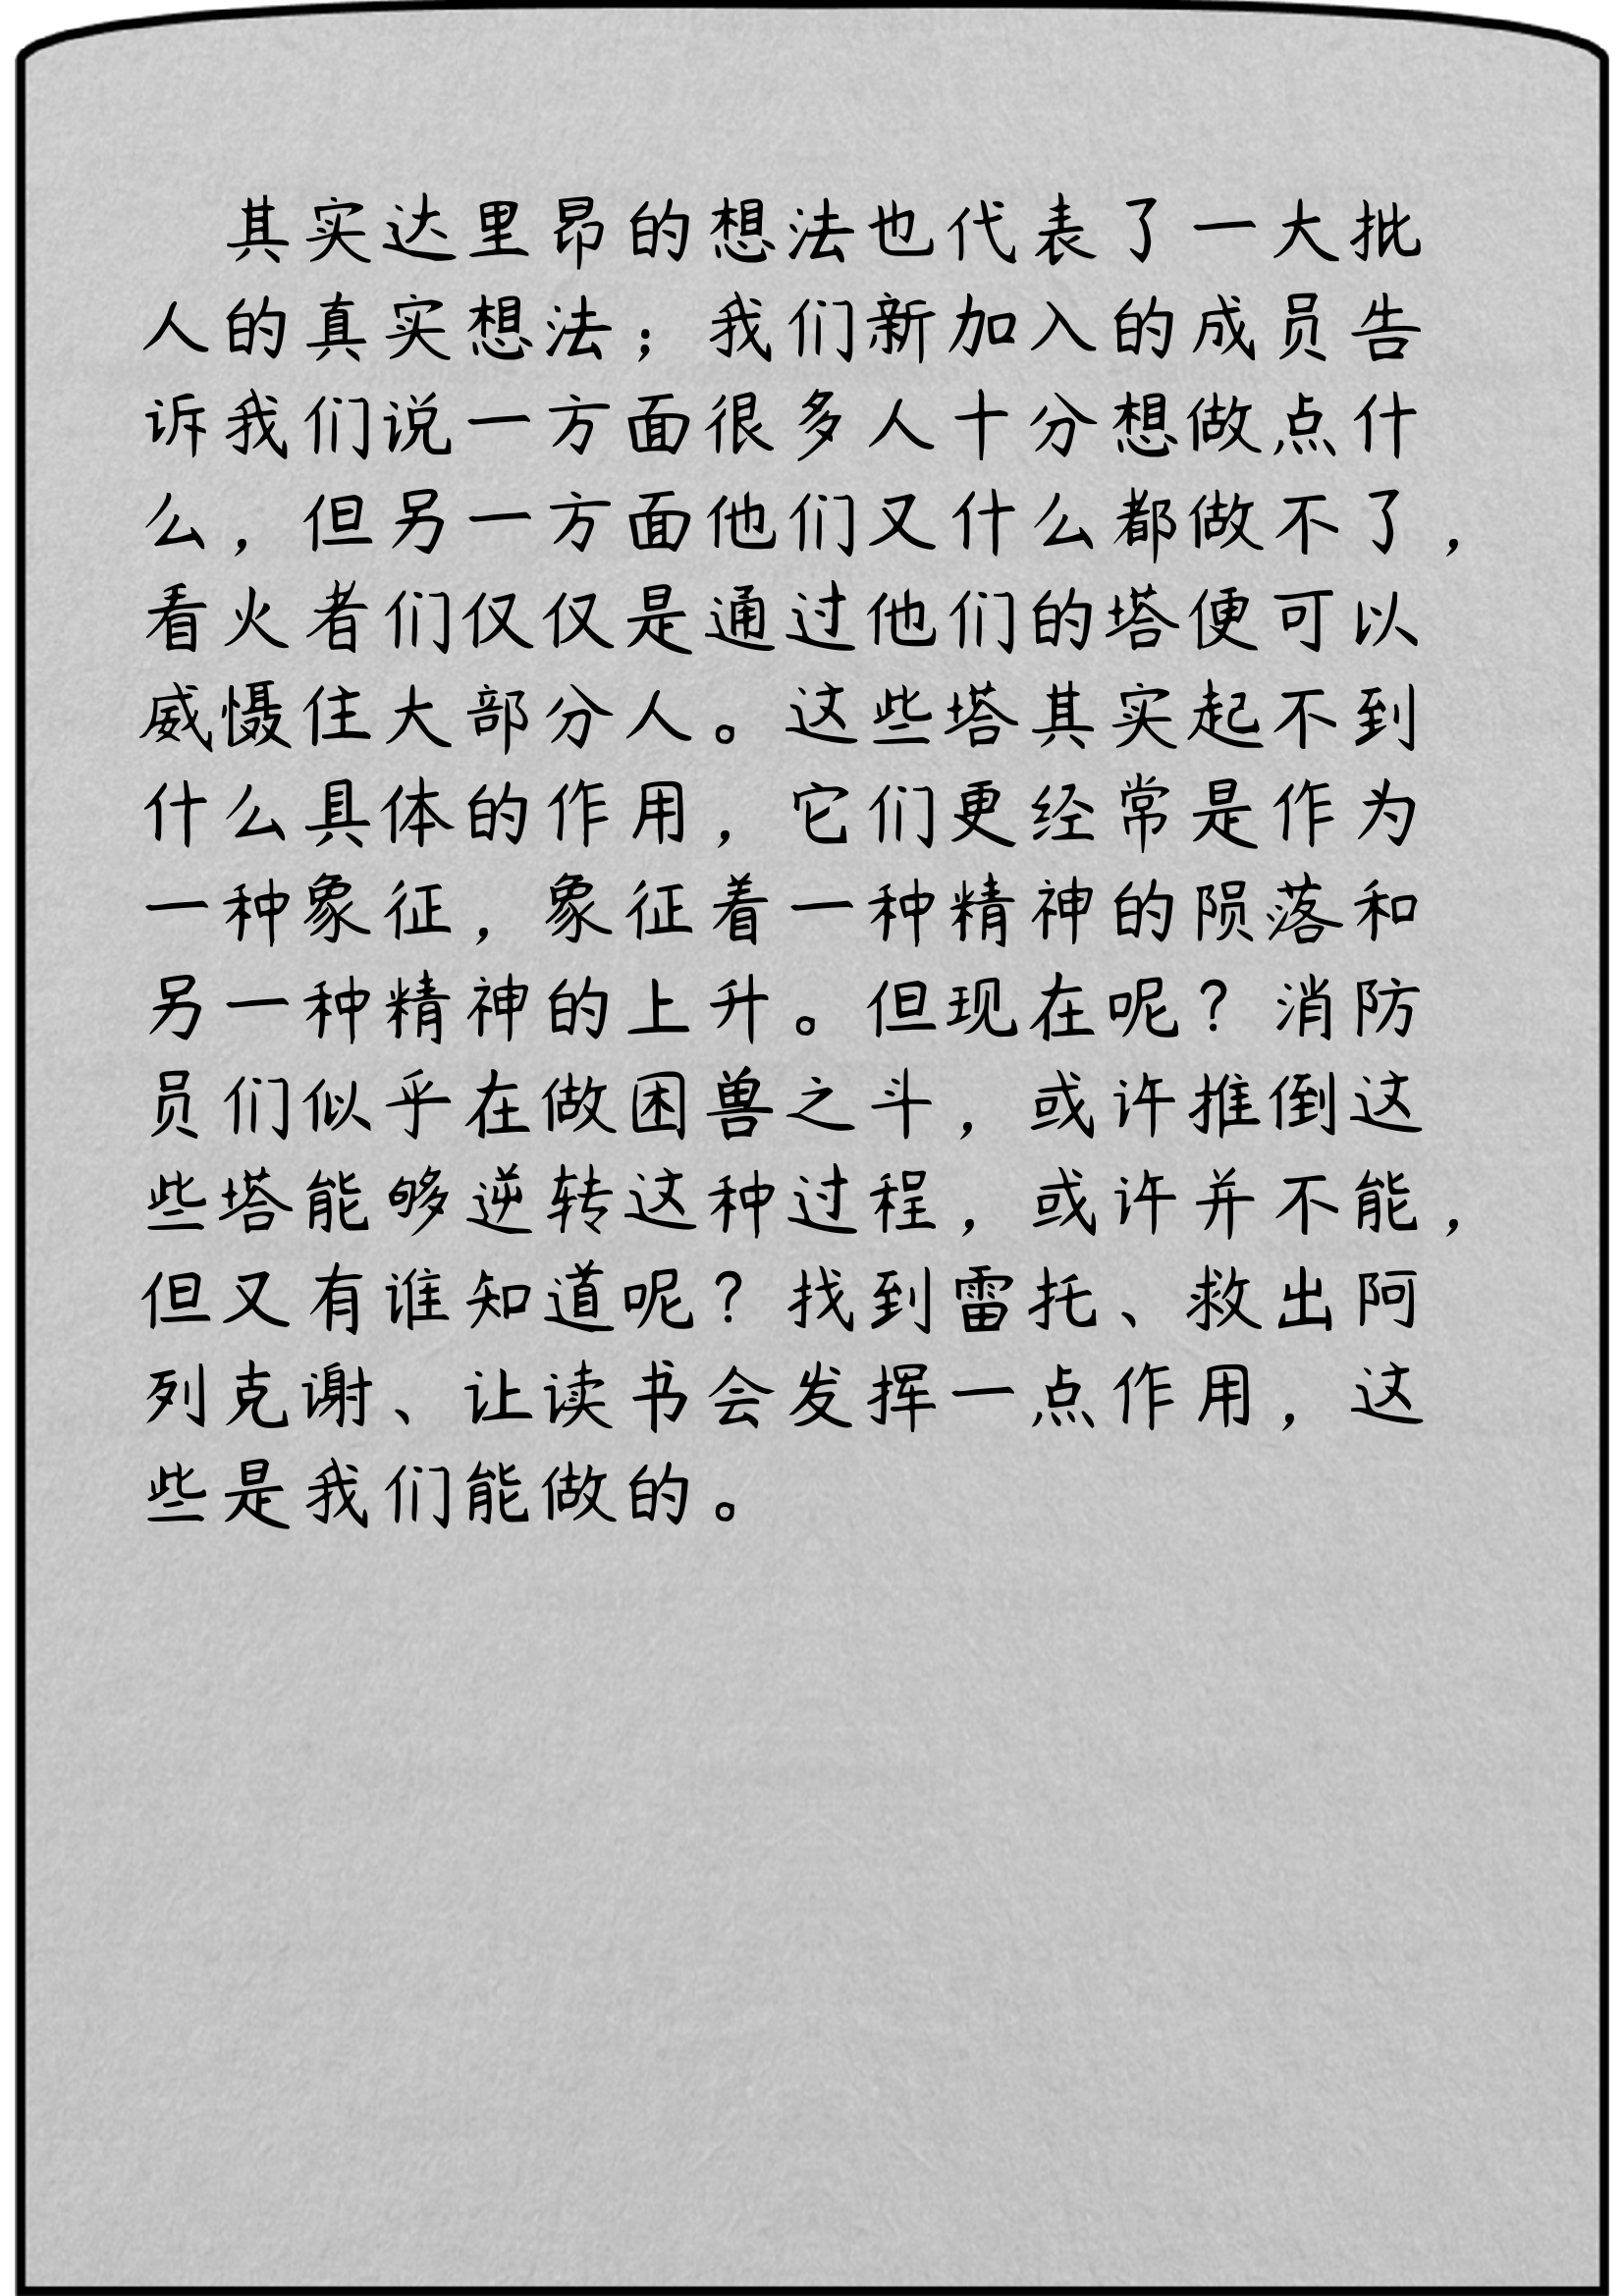 其实达里昂的想法也代表了一大批
人的真实想法；我们新加入的成员告
诉我们说一方面很多人十分想做点什
么，但另一方面他们又什么都做不了，
看火者们仅仅是通过他们的塔便可以
威慑住大部分人。这些塔其实起不到
什么具体的作用，它们更经常是作为
一种象征，象征着一种精神的陨落和
另一种精神的上升。但现在呢？消防
员们似乎在做困兽之斗，或许推倒这
些塔能够逆转这种过程，或许并不能，
但又有谁知道呢？找到雷托、救出阿
列克谢、让读书会发挥一点作用，这
些是我们能做的。